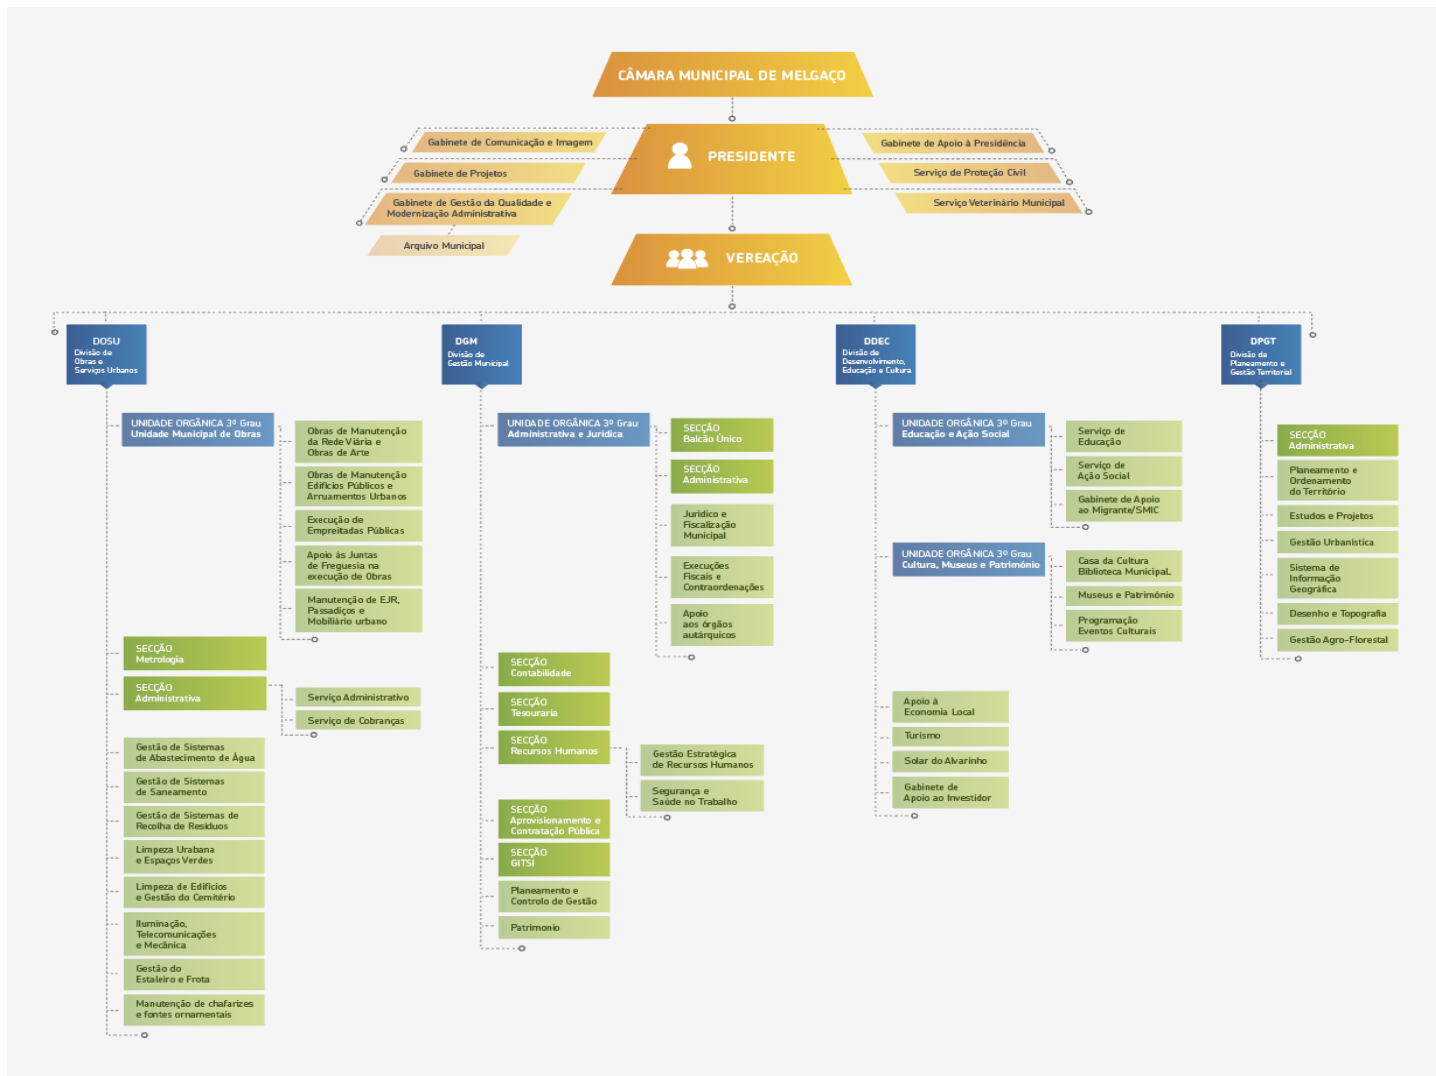 CÂMARA MUNICIPAL DE MELGAÇO
PRESIDENTE
Gabinete de Comunicação e Imagem
Gabinete de Projetos
Gabinete de Gestão da Qualidade e
Modernização Administrativa
Arquivo Municipal
Gabinete de Apoio à Presidência
Serviço de Proteção Civil
Serviço Veterinário Municipal
VEREAÇÃO
DOSU
Divisão de
Obras e
Serviços Urbanos
UNIDADE ORGÂNICA 3º Grau
Unidade Municipal de Obras
Obras de Manutenção
da Rede Viária e
Obras de Arte
Obras de Manutenção
Edifícios Públicos e
Arruamentos Urbanos
Execução de
Empreitadas Públicas
Apoio às Juntas
de Freguesia na
execução de Obras
Manutenção de EJR,
Passadiços e
Mobiliário urbano
SECÇÃO
Metrologia
SECÇÃO
Administrativa
Serviço Administrativo
Serviço de Cobranças
Gestão de Sistemas
de Abastecimento de Água
Gestão de Sistemas
de Saneamento
Gestão de Sistemas de
Recolha de Resíduos
Limpeza Urabana
e Espaços Verdes
Limpeza de Edifícios
e Gestão do Cemitério
Iluminação,
Telecomunicações
e Mecânica
Gestão do
Estaleiro e Frota
Manutenção de chafarizes
e fontes ornamentais
DGM
Divisão de
Gestão Municipal
UNIDADE ORGÂNICA 3º Grau
Administrativa e Jurídica
SECÇÃO
Balcão Único
SECÇÃO
Administrativa
Jurídico e
Fiscalização
Municipal
Execuções
Fiscais e
Contraordenações
Apoio
aos órgãos
autárquicos
SECÇÃO
Contabilidade
SECÇÃO
Tesouraria
SECÇÃO
Recursos Humanos
Gestão Estratégica
de Recursos Humanos
Segurança e
Saúde no Trabalho
SECÇÃO
Aprovisionamento e
Contratação Pública
SECÇÃO
GITSI
Planeamento e
Controlo de Gestão
Patrimonio
DDEC
Divisão de
Desenvolvimento,
Educação e Cultura
UNIDADE ORGÂNICA 3º Grau
Educação e Ação Social
Serviço de
Educação
Serviço de
Ação Social
Gabinete de Apoio
ao Migrante/SMIC
UNIDADE ORGÂNICA 3º Grau
Cultura, Museus e Património
Casa da Cultura
Biblioteca MunicipaL
Museus e Património
Programação
Eventos Culturais
Apoio à
Economia Local
Turismo
Solar do Alvarinho
Gabinete de
Apoio ao Investidor
DPGT
Divisão de
Planeamento e
Gestão Territorial
SECÇÃO
Administrativa
Planeamento e
Ordenamento
do Território
Estudos e Projetos
Gestão Urbanística
Sistema de
Informação
Geográfica
Desenho e Topografia
Gestão Agro-Florestal